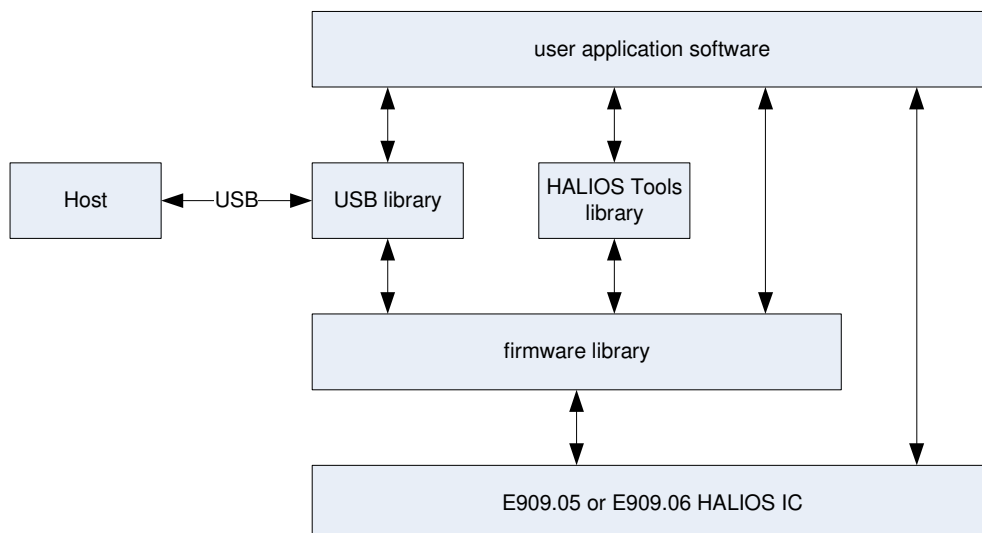 user application software
Host
USB
USB library
HALIOS Tools
library
firmware library
E909.05 or E909.06 HALIOS IC